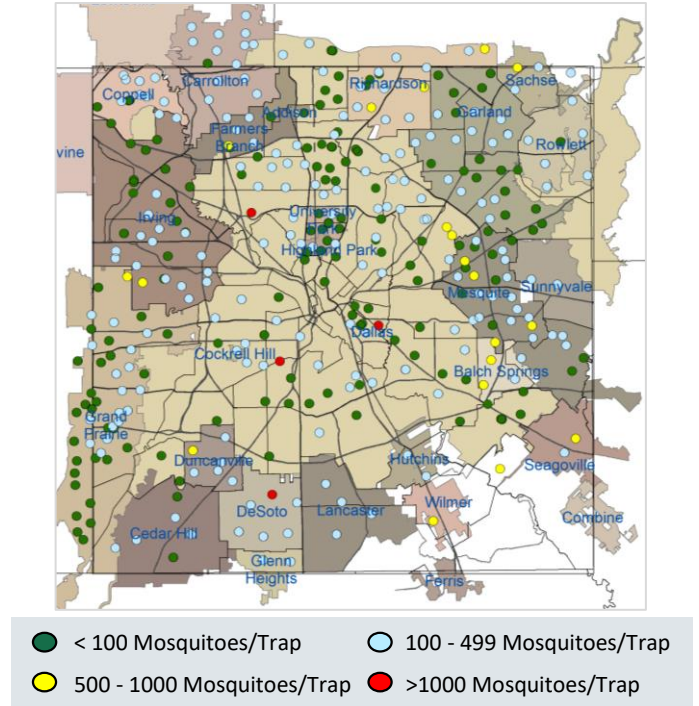 Coppell
Carrollton
Richardson
Sachse
Addison
Garland
Farmers
Branch
Rowlett
vine
Irving
University
Park
Highland Park
Mosquite
Sunnyvale
Dallas
Cockrell Hill
Balch Springs
Grand
Prairie
Duncanville
Hutchins
Seagoville
DeSoto
Lancaster
Wilmer
Cedar Hill
Combine
Glenn
Heights
Ferris
< 100 Mosquitoes/Trap
100 - 499 Mosquitoes/Trap
500 - 1000 Mosquitoes/Trap
>1000 Mosquitoes/Trap